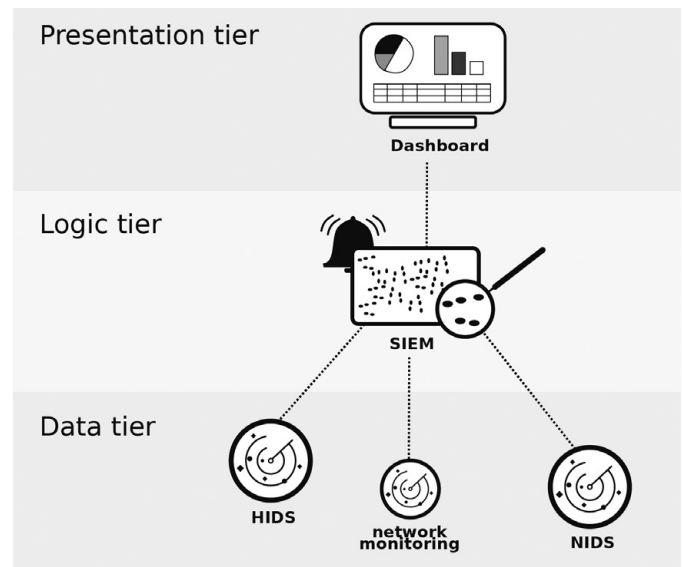 Presentation tier
Dashboard
Logic tier
SIEM
Data tier
HIDS
network
monitoring
NIDS